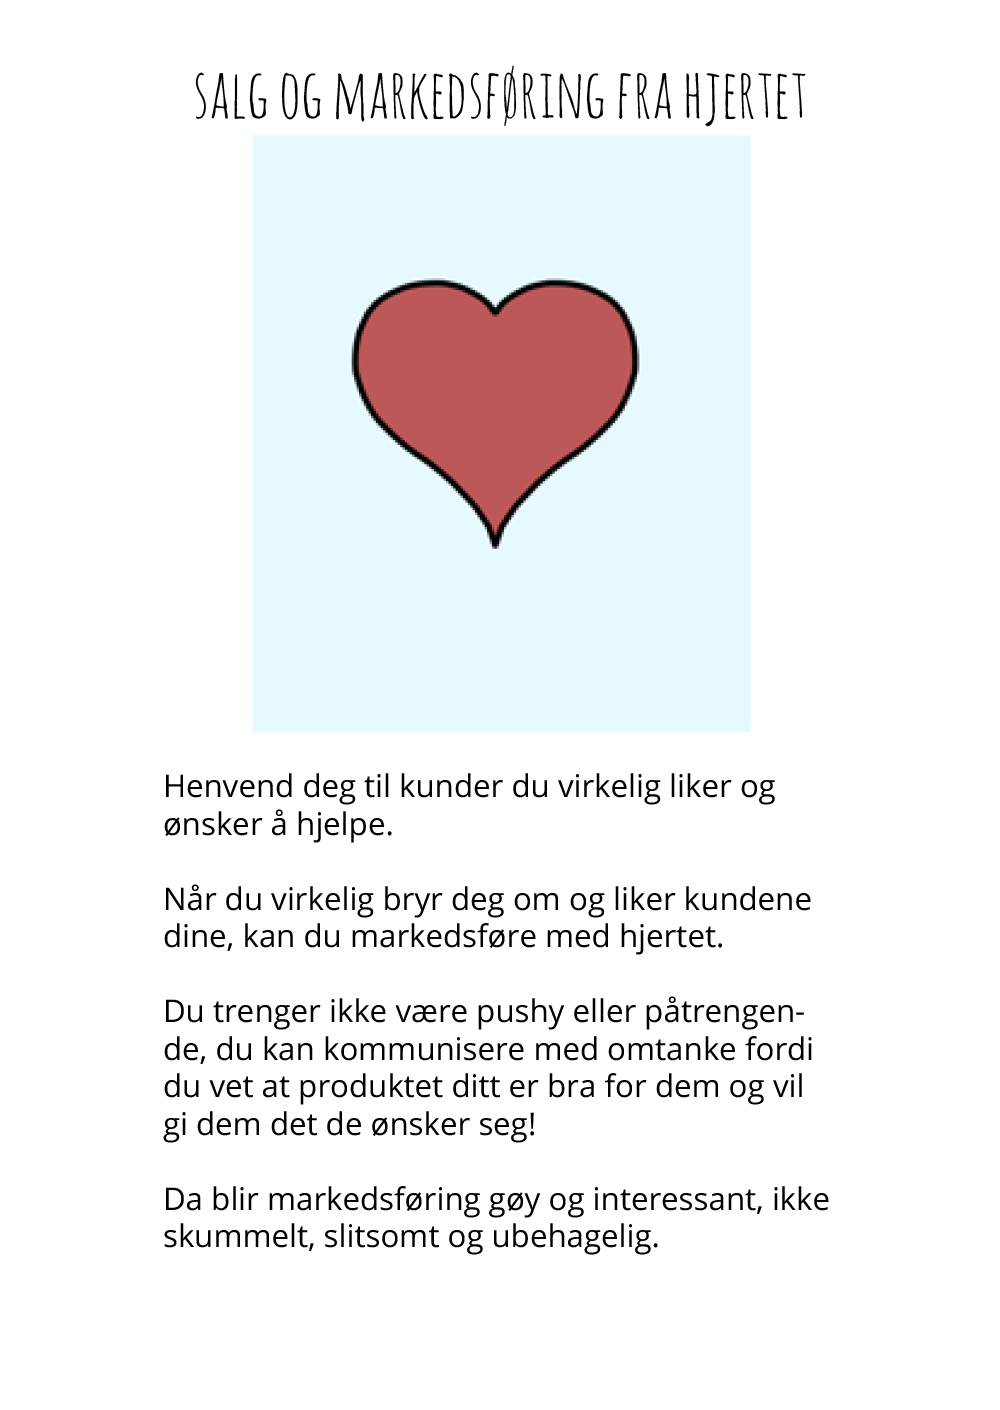 SALG OG MARKEDSFØRING FRA HJERTET
Henvend deg til kunder du virkelig liker og
ønsker å hjelpe.
Når du virkelig bryr deg om og liker kundene
dine, kan du markedsføre med hjertet.
Du trenger ikke være pushy eller påtrengen-
de, du kan kommunisere med omtanke fordi
du vet at produktet ditt er bra for dem og vil
gi dem det de ønsker seg!
Da blir markedsføring gøy og interessant, ikke
skummelt, slitsomt og ubehagelig.